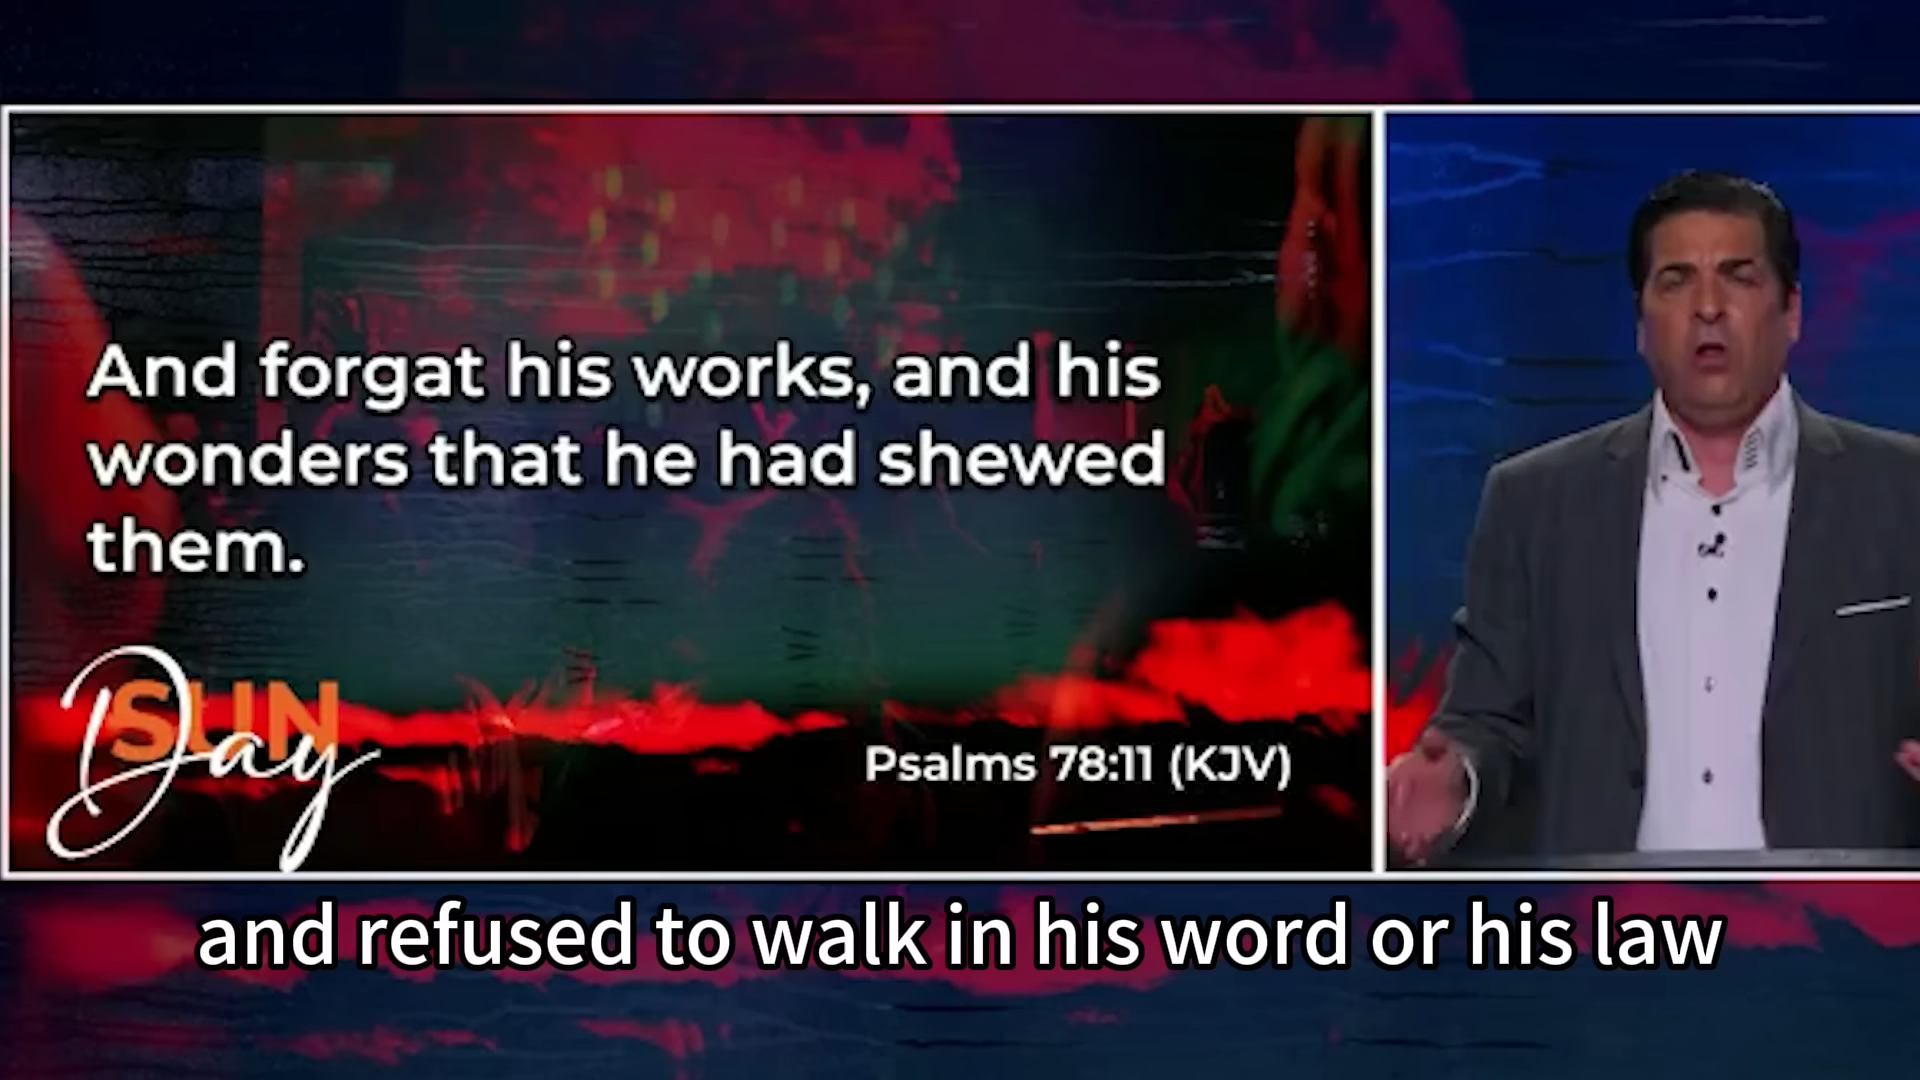 And forgat his works, and his
wonders that he had shewed
them.
SUN
Day
Psalms 78:11 (KJV)
and refused to walk in his word or his law